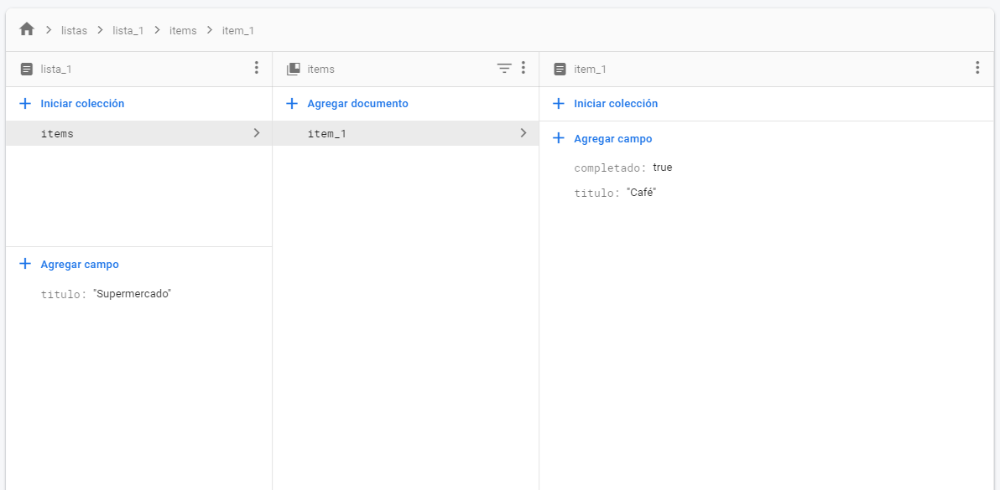 listas > lista_1 > items > item_1
lista_1
Iniciar colección
items
Agregar campo
titulo: "Supermercado"
items
Agregar documento
item_1
item_1
Iniciar colección
Agregar campo
completado: true
titulo: "Café"